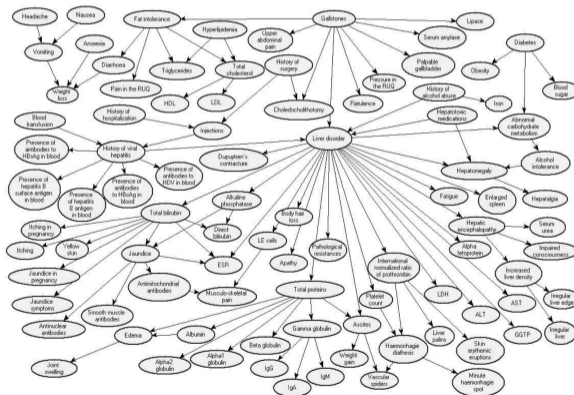 Headache
Nausea
Fat intolerance
Gallstones
Lipase
Vomiting
Anorexia
Hyperlipidemia
Upper
abdominal
pain
Serum amylase
Diabetes
Weight
loss
Diarrhoea
Pain in the RUQ
Triglycerides
Total
cholesterol
History of
surgery
Palpable
gallbladder
Obesity
Blood
sugar
HDL
LDL
Pressure in
the RUQ
Flatulence
History of
alcohol abuse
Iron
History of
hospitalization
Choledocholithotomy
Hepatotoxic
medications
Abnormal
carbohydrate
metabolism
Blood
transfusion
Injections
Liver disorder
Presence of
antibodies to
HBsAg in blood
History of viral
hepatitis
Presence of
antibodies to
HDV in blood
Dupuytren's
contracture
Hepatomegaly
Alcohol
intolerance
Presence of
hepatitis B
surface antigen
in blood
Presence of
hepatitis B
antigen in
blood
Presence of
antibodies to
HBcAg in
blood
Alkaline
phosphatase
Fatigue
Enlarged
spleen
Hepatalgia
Total bilirubin
Body hair
loss
Hepatic
encephalopathy
Serum
urea
Itching in
pregnancy
Direct
bilirubin
LE cells
Pathological
resistances
Alpha
fetoprotein
Impaired
consciousness
Itching
Yellow
skin
Jaundice
ESR
Apathy
International
normalized ratio
of prothrombin
Increased
liver density
Jaundice in
pregnancy
Antimitochondrial
antibodies
Musculo-skeletal
pain
Total proteins
Platelet
count
LDH
AST
Irregular
liver edge
Jaundice
symptoms
Smooth muscle
antibodies
ALT
GGTP
Irregular
liver
Antinuclear
antibodies
Edema
Albumin
Gamma
globulin
Ascites
Haemorrhagie
diathesis
Liver
palms
Skin
erythemic
eruptions
Joint
swelling
Alpha2
globulin
Alpha1
globulin
Beta globulin
IgG
IgA
IgM
Weight
gain
Vascular
spiders
Minute
haemorrhagie
spot